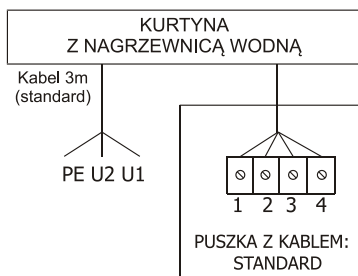 KURTYNA
Z NAGRZEWNICĄ WODNĄ
Kabel 3m
(standard)
PE U2 U1
1 2 3 4
PUSZKA Z KABLEM:
STANDARD